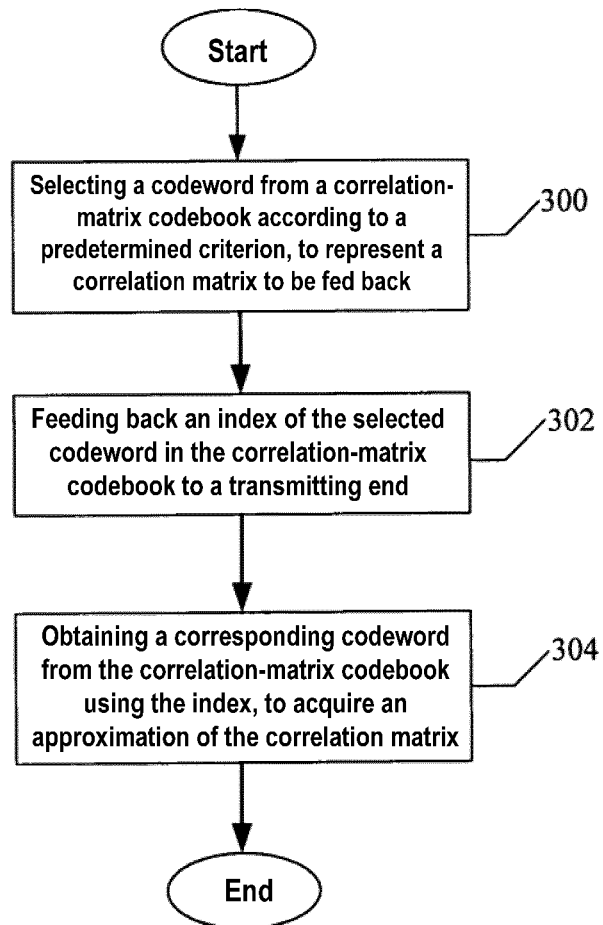 Start
Selecting a codeword from a correlation-
matrix codebook according to a
predetermined criterion, to represent a
correlation matrix to be fed back
300
Feeding back an index of the selected
codeword in the correlation-matrix
codebook to a transmitting end
302
Obtaining a corresponding codeword
from the correlation-matrix codebook
using the index, to acquire an
approximation of the correlation matrix
304
End